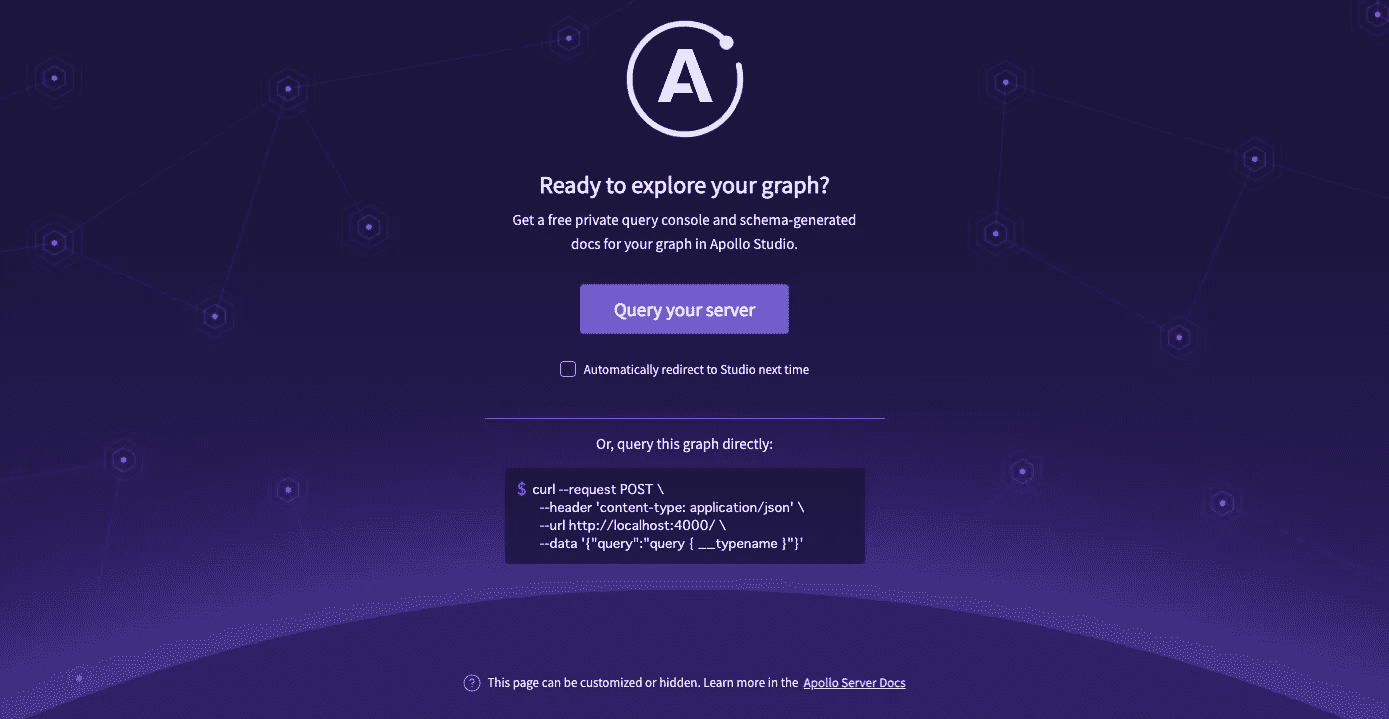 A
Ready to explore your graph?
Get a free private query console and schema-generated
docs for your graph in Apollo Studio.
Query your server
Automatically redirect to Studio next time
Or, query this graph directly:
$ curl --request POST \
--header 'content-type: application/json' \
--url http://localhost:4000/ \
--data '{"query":"query { __typename }"}'
? This page can be customized or hidden. Learn more in the Apollo Server Docs